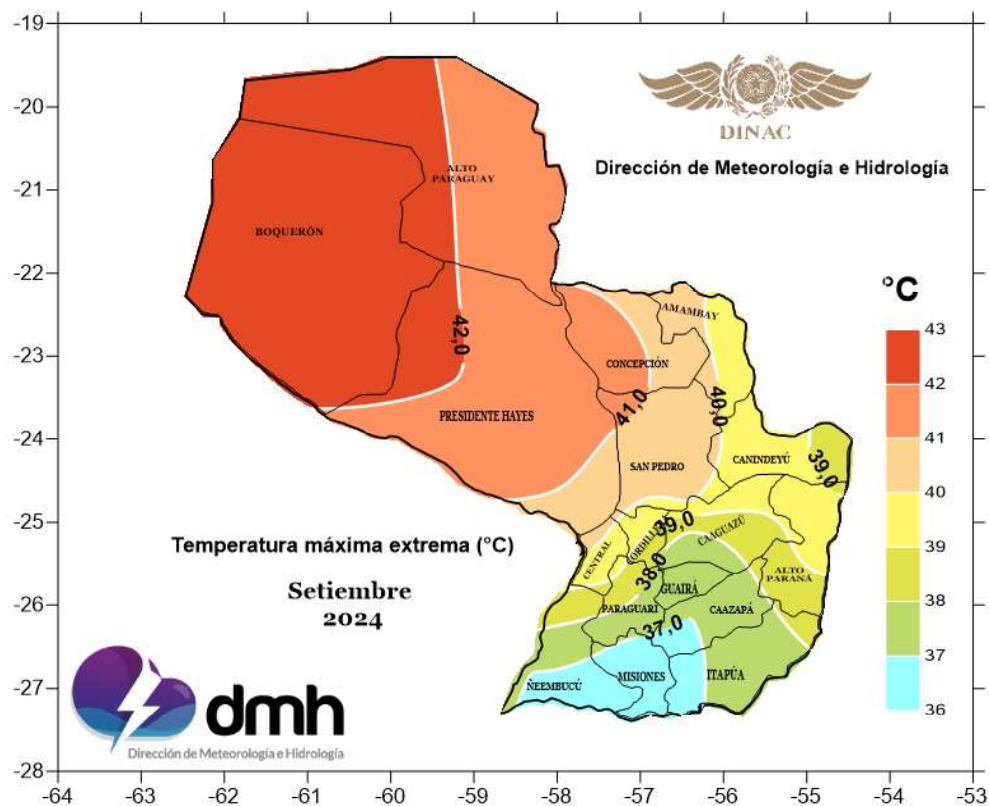 -19
-20
-21
-22
-23
-24
-25
-26
-27
-28
-64
-63
-62
-61
-60
-59
-58
-57
-56
-55
-54
-53
DINAC
Dirección de Meteorología e Hidrología
ALTO
PARAGUAY
BOQUERÓN
AMAMBAY
CONCEPCIÓN
PRESIDENTE HAYES
SAN PEDRO
CANINDEYÚ
CAAGUAZÚ
CENTRAL
ALTO
PARANÁ
GUAIRÁ
PARAGUARI
CAAZAPÁ
MISIONES
ITAPÚA
ÑEEMBUCÚ
42,0
41,0
40,0
39,0
39,0
38,0
37,0
°C
43
42
41
40
39
38
37
36
Temperatura máxima extrema (°C)
Setiembre
2024
dmh
Dirección de Meteorología e Hidrología